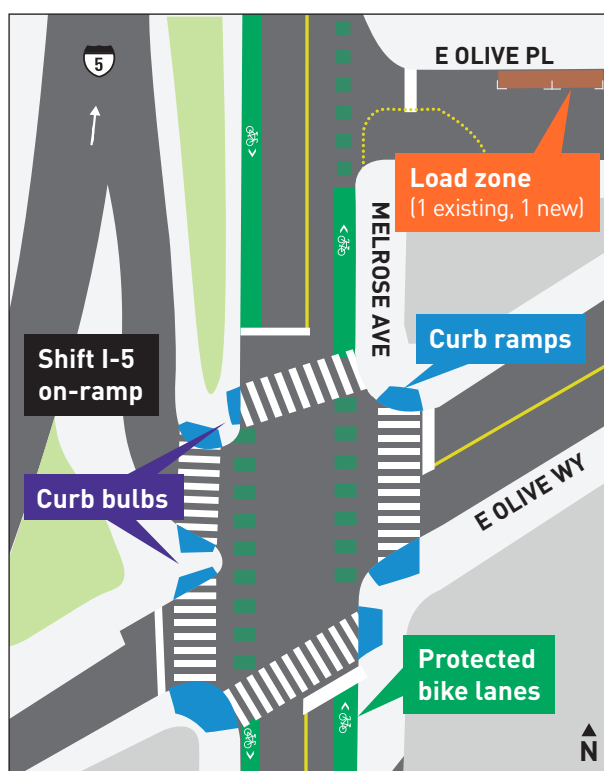 5
E OLIVE PL
Load zone
(1 existing, 1 new)
MELROSE AVE
Shift I-5
on-ramp
Curb ramps
Curb bulbs
E OLIVE WY
Protected
bike lanes
N